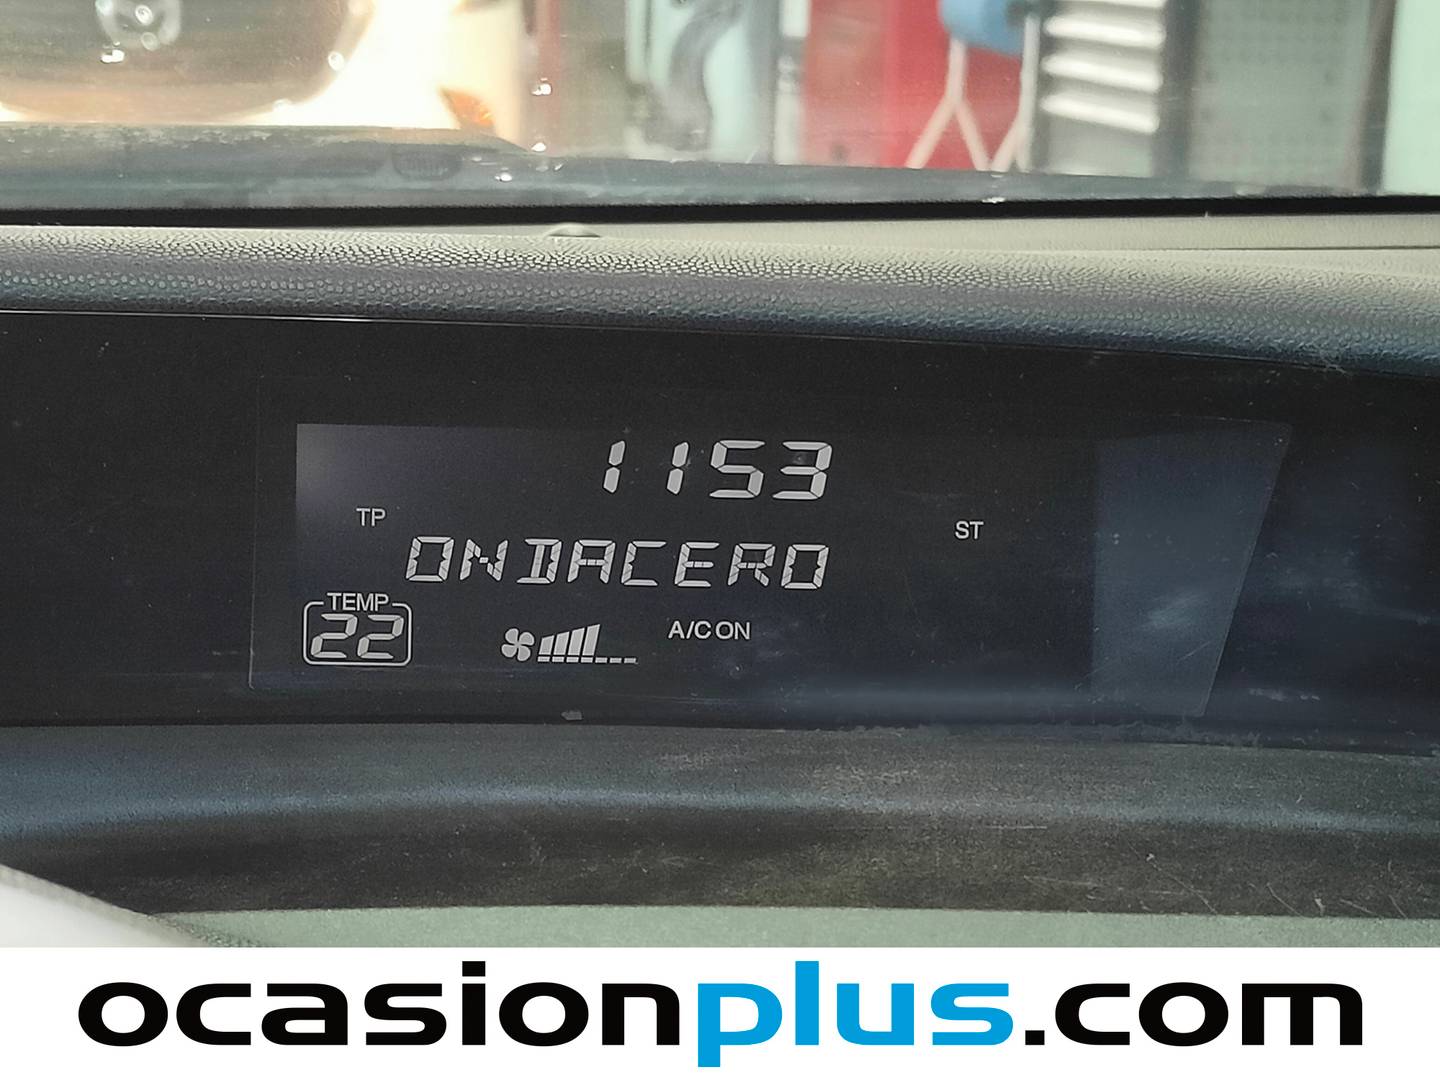 1153
TP
ST
ONDACERO
TEMP
22
A/C ON
ocasionplus.com